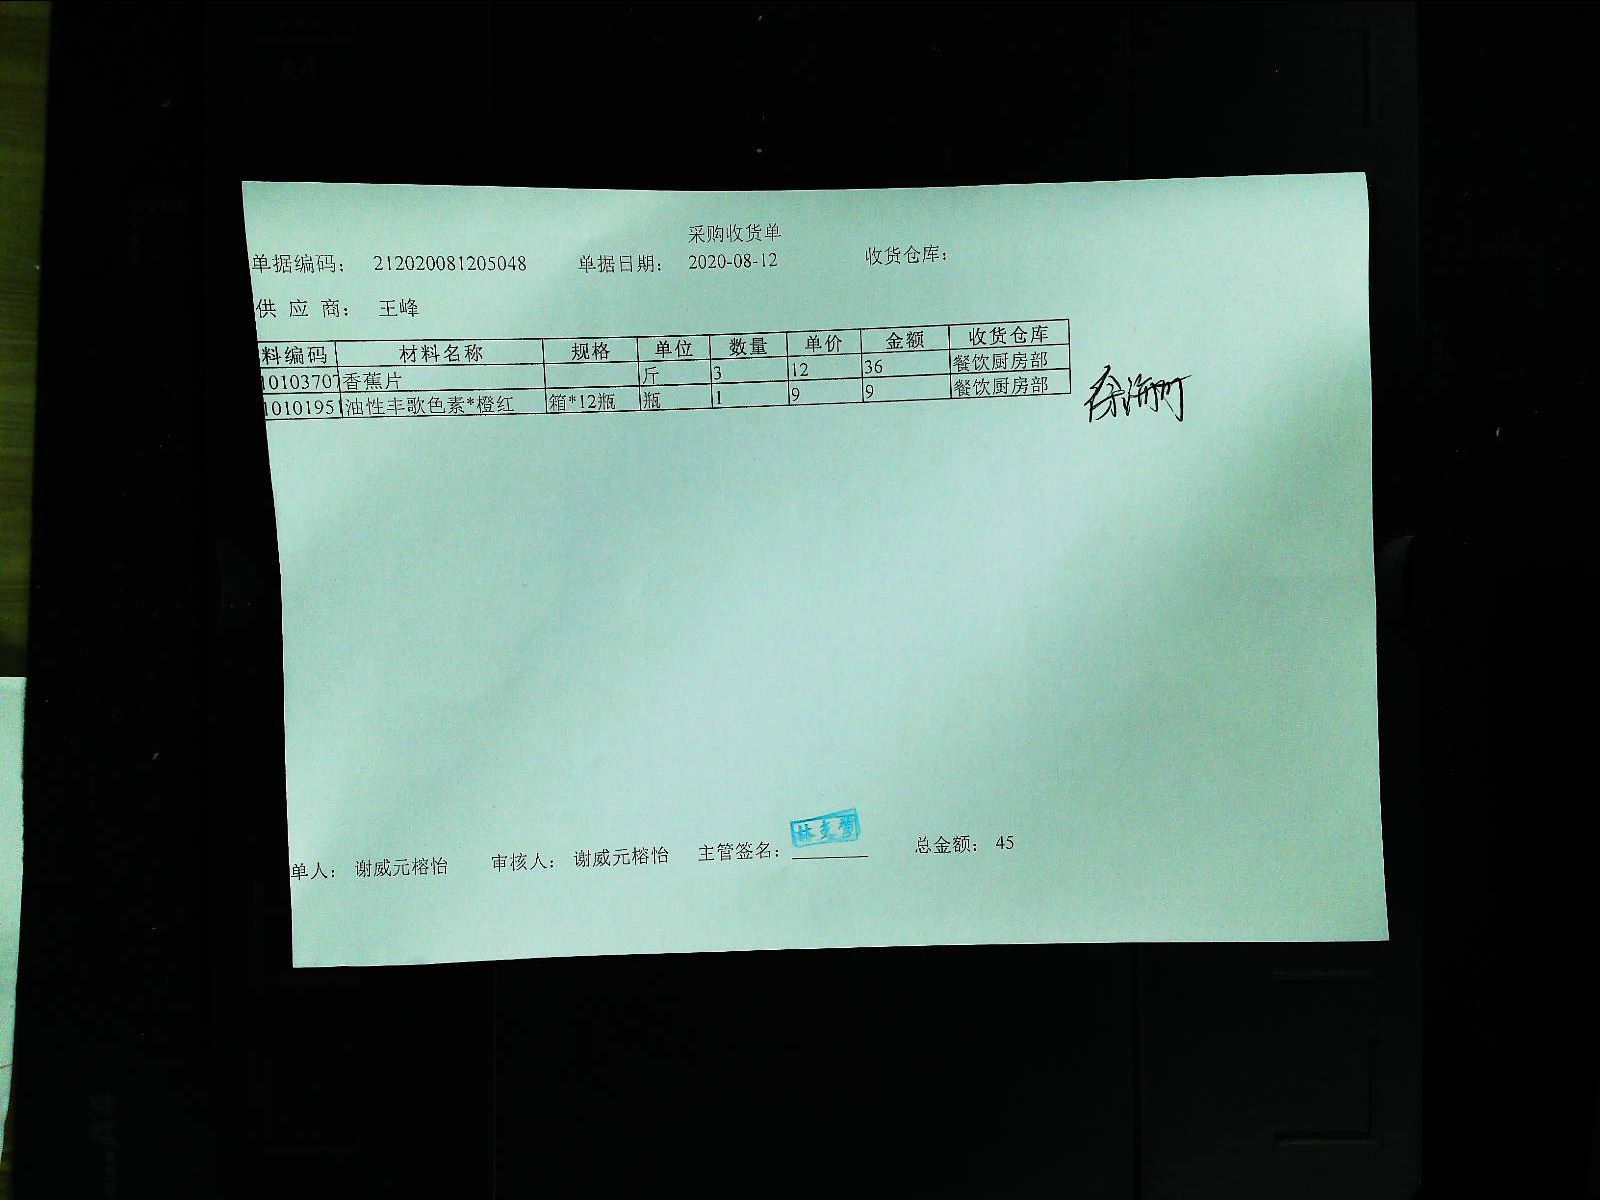 采购收货单
单据编码： 212020081205048 单据日期： 2020-08-12 收货仓库：
供 应 商： 王峰
料编码 材料名称 规格 单位 数量 单价 金额 收货仓库
10103707 香蕉片 斤 3 12 36 餐饮厨房部
10101951 油性丰歌色素*橙红 箱*12瓶 瓶 1 9 9 餐饮厨房部
单人： 谢威元榕怡 审核人： 谢威元榕怡 主管签名： 总金额： 45